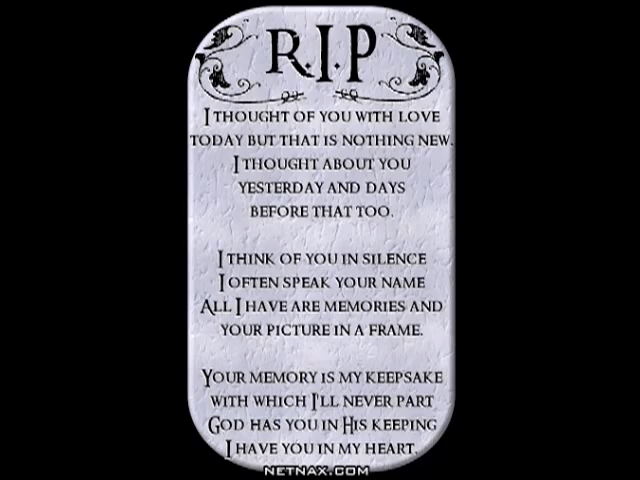 R.I.P
I THOUGHT OF YOU WITH LOVE
TODAY BUT THAT IS NOTHING NEW.
I THOUGHT ABOUT YOU
YESTERDAY AND DAYS
BEFORE THAT TOO.
I THINK OF YOU IN SILENCE
I OFTEN SPEAK YOUR NAME
ALL I HAVE ARE MEMORIES AND
YOUR PICTURE IN A FRAME.
YOUR MEMORY IS MY KEEPSAKE
WITH WHICH I'LL NEVER PART
GOD HAS YOU IN HIS KEEPING
I HAVE YOU IN MY HEART.
NETNAX.COM